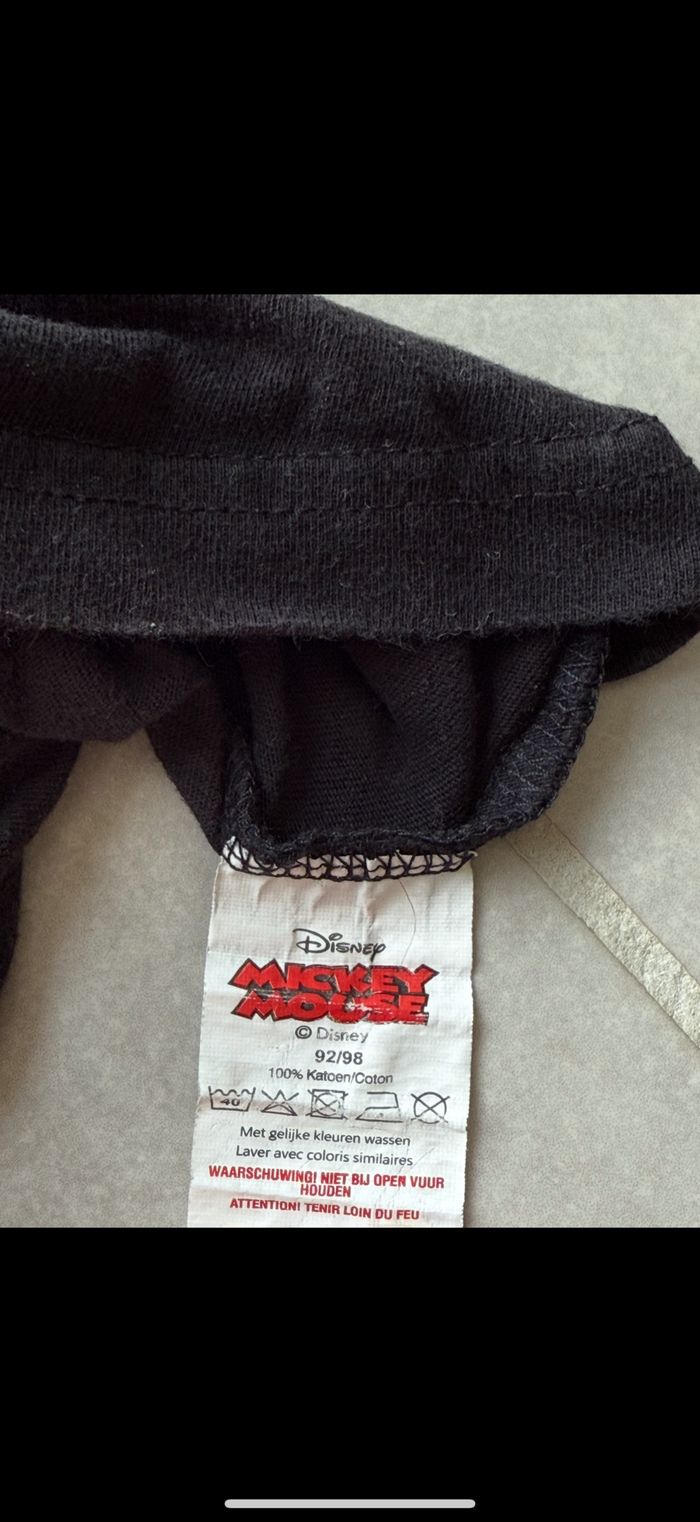 Disney
MICKEY
MOUSE
© Disney
92/98
100% Katoen/Coton
40
Met gelijke kleuren wassen
Laver avec coloris similaires
WAARSCHUWING! NIET BIJ OPEN VUUR
HOUDEN
ATTENTION! TENIR LOIN DU FEU